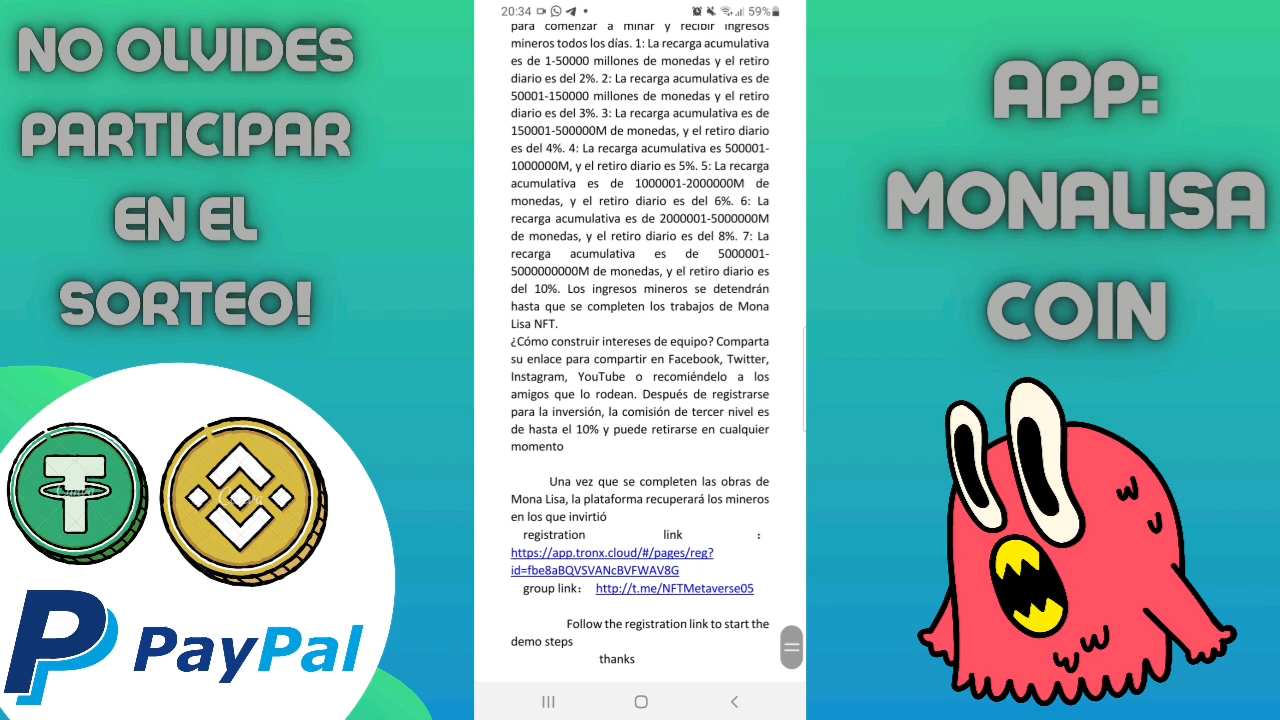 NO OLVIDES
PARTICIPAR
EN EL
SORTEO!
PayPal
20:34
59%
para comenzar a minar y recibir ingresos
mineros todos los días. 1: La recarga acumulativa
es de 1-50000 millones de monedas y el retiro
diario es del 2%. 2: La recarga acumulativa es de
50001-150000 millones de monedas y el retiro
diario es del 3%. 3: La recarga acumulativa es de
150001-500000M de monedas, y el retiro diario
es del 4%. 4: La recarga acumulativa es 500001-
1000000M, y el retiro diario es 5%. 5: La recarga
acumulativa es de 1000001-2000000M de
monedas, y el retiro diario es del 6%. 6: La
recarga acumulativa es de 2000001-5000000M
de monedas, y el retiro diario es del 8%. 7: La
recarga acumulativa es de 5000001-
5000000000M de monedas, y el retiro diario es
del 10%. Los ingresos mineros se detendrán
hasta que se completen los trabajos de Mona
Lisa NFT.
¿Cómo construir intereses de equipo? Comparta
su enlace para compartir en Facebook, Twitter,
Instagram, YouTube o recomiéndelo a los
amigos que lo rodean. Después de registrarse
para la inversión, la comisión de tercer nivel es
de hasta el 10% y puede retirarse en cualquier
momento
Una vez que se completen las obras de
Mona Lisa, la plataforma recuperará los mineros
en los que invirtió
registration link :
https://app.tronx.cloud/#/pages/reg?
id=fbe8aBQVSVANcBVFWAV8G
group link: http://t.me/NFTMetaverse05
Follow the registration link to start the
demo steps
thanks
APP:
MONALISA
COIN